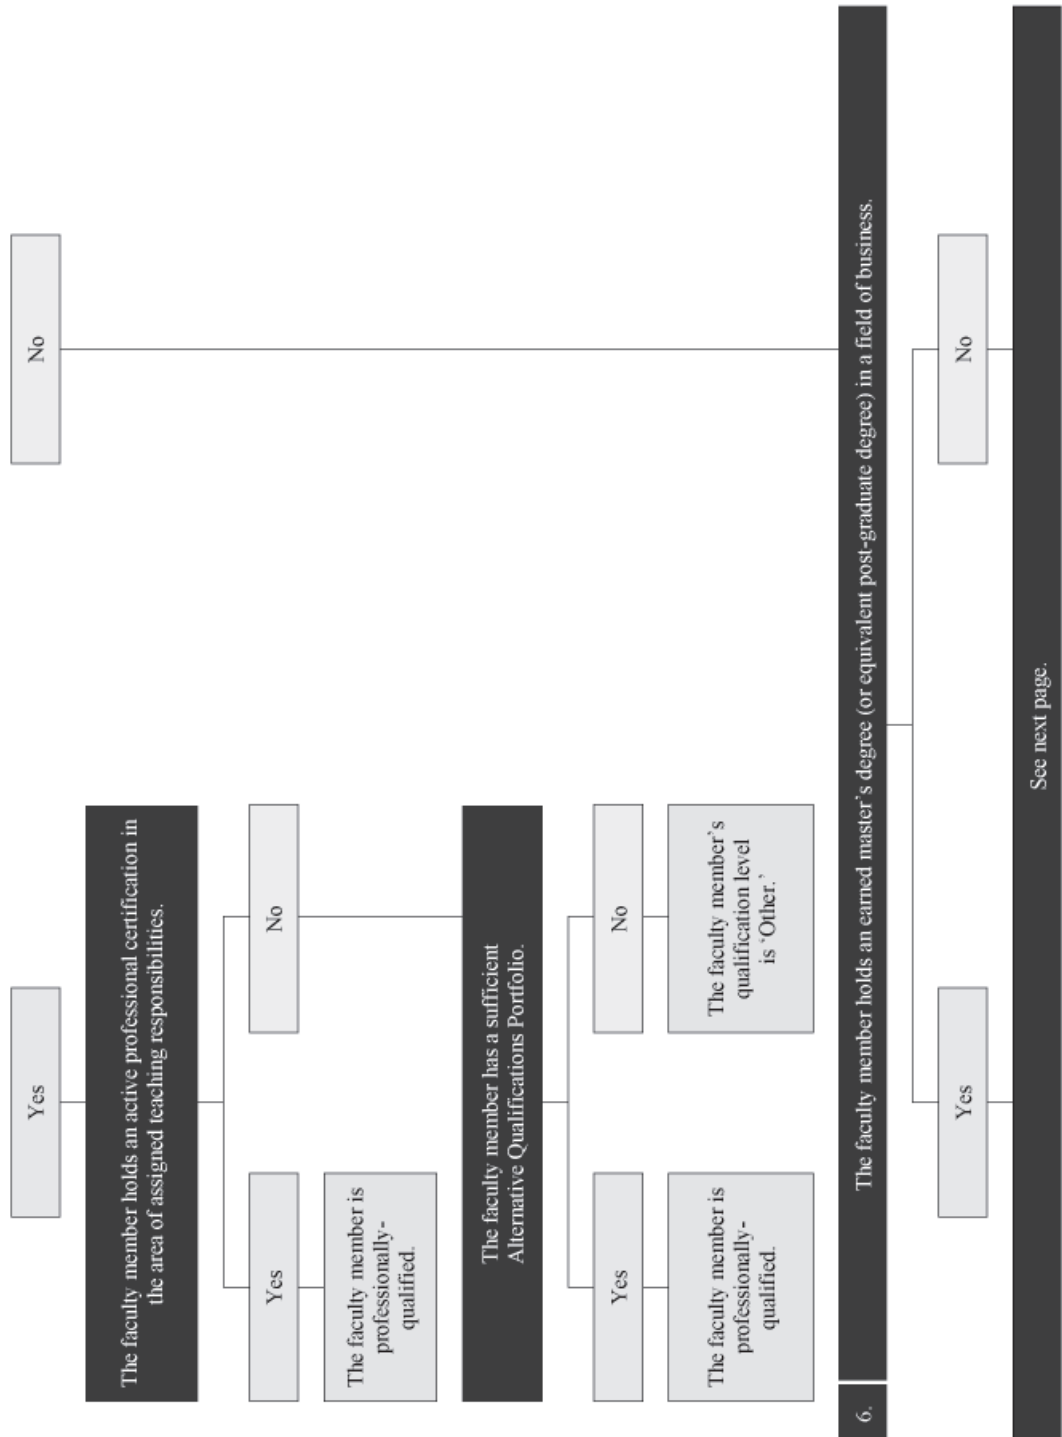 Yes
No
The faculty member holds an active professional certification in
the area of assigned teaching responsibilities.
Yes
No
The faculty member is
professionally-
qualified.
The faculty member has a sufficient
Alternative Qualifications Portfolio.
Yes
No
The faculty member is
professionally-
qualified.
The faculty member's
qualification level
is ‘Other.’
6.
The faculty member holds an earned master's degree (or equivalent post-graduate degree) in a field of business.
Yes
No
See next page.